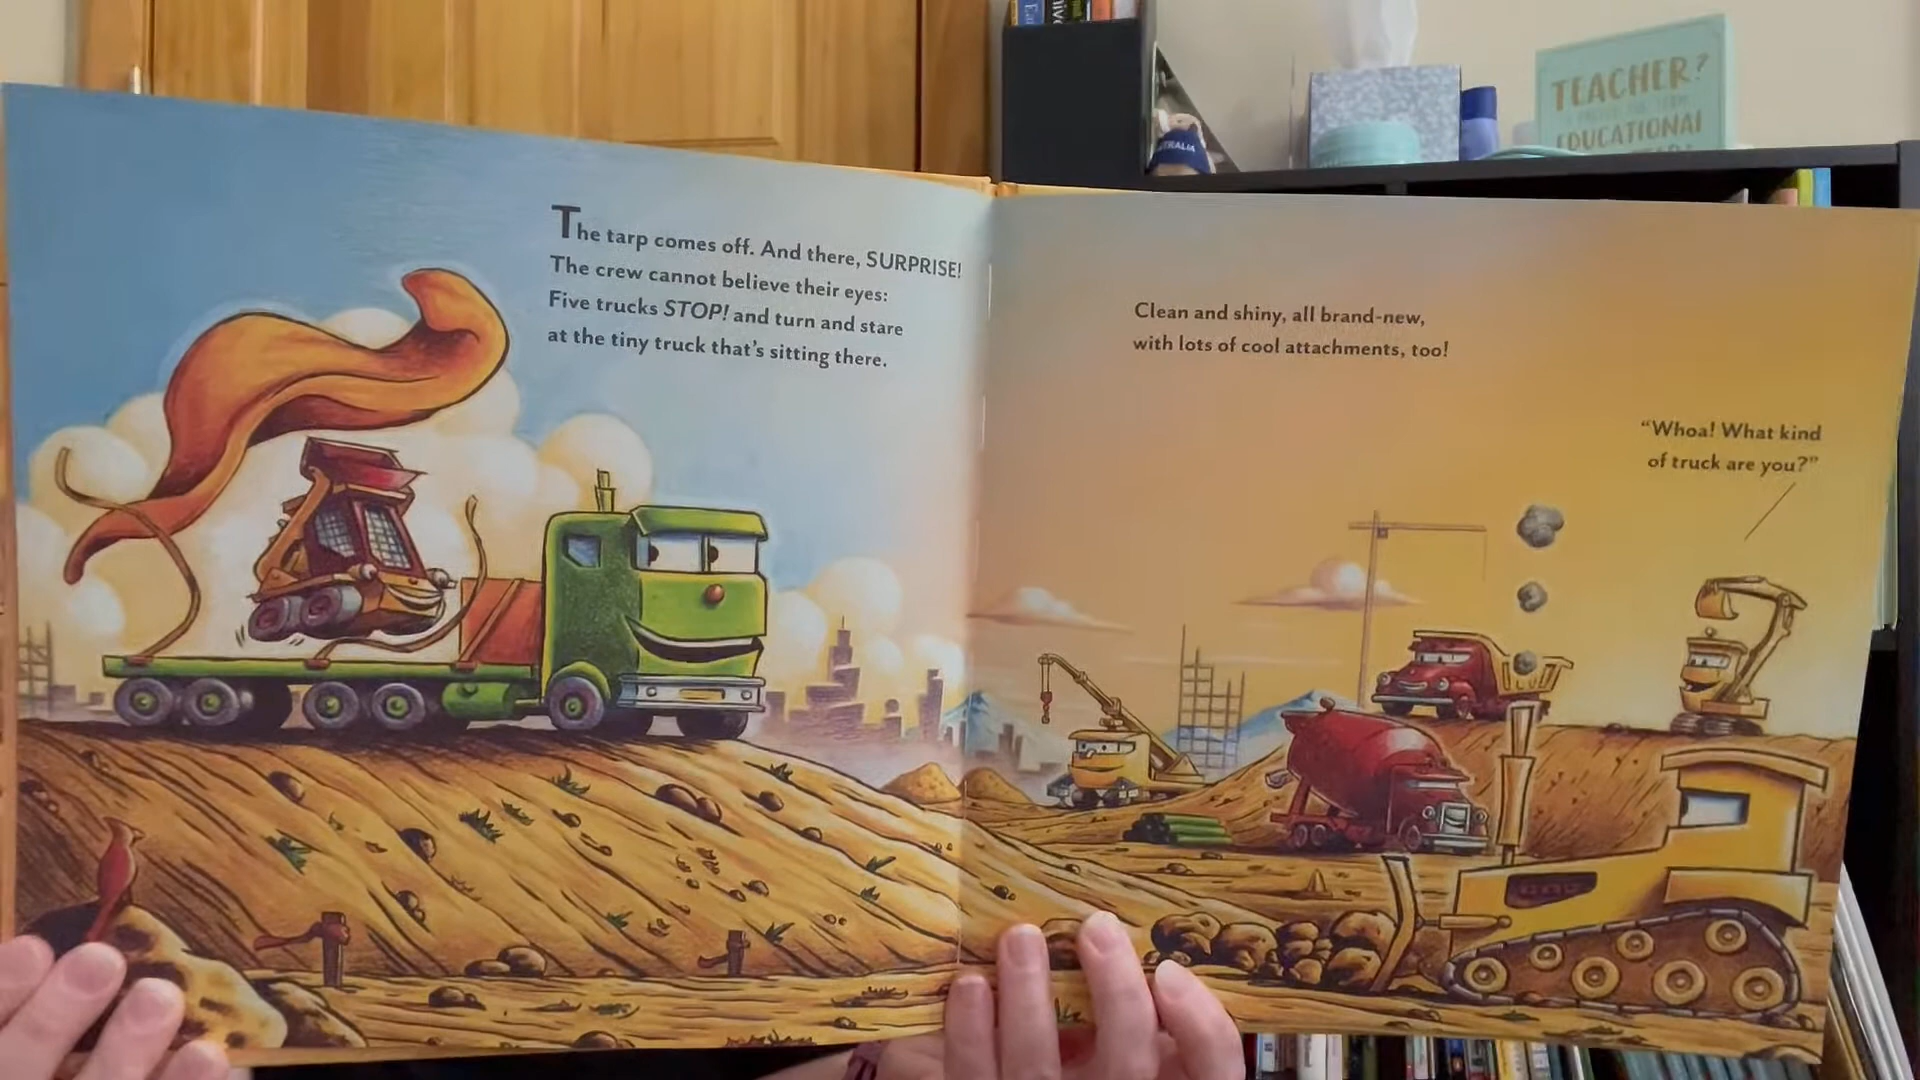 The tarp comes off. And there, SURPRISE!
The crew cannot believe their eyes:
Five trucks STOP! and turn and stare
at the tiny truck that's sitting there.
Clean and shiny, all brand-new,
with lots of cool attachments, too!
“Whoa! What kind
of truck are you?”
TEACHER?
EDUCATIONAL